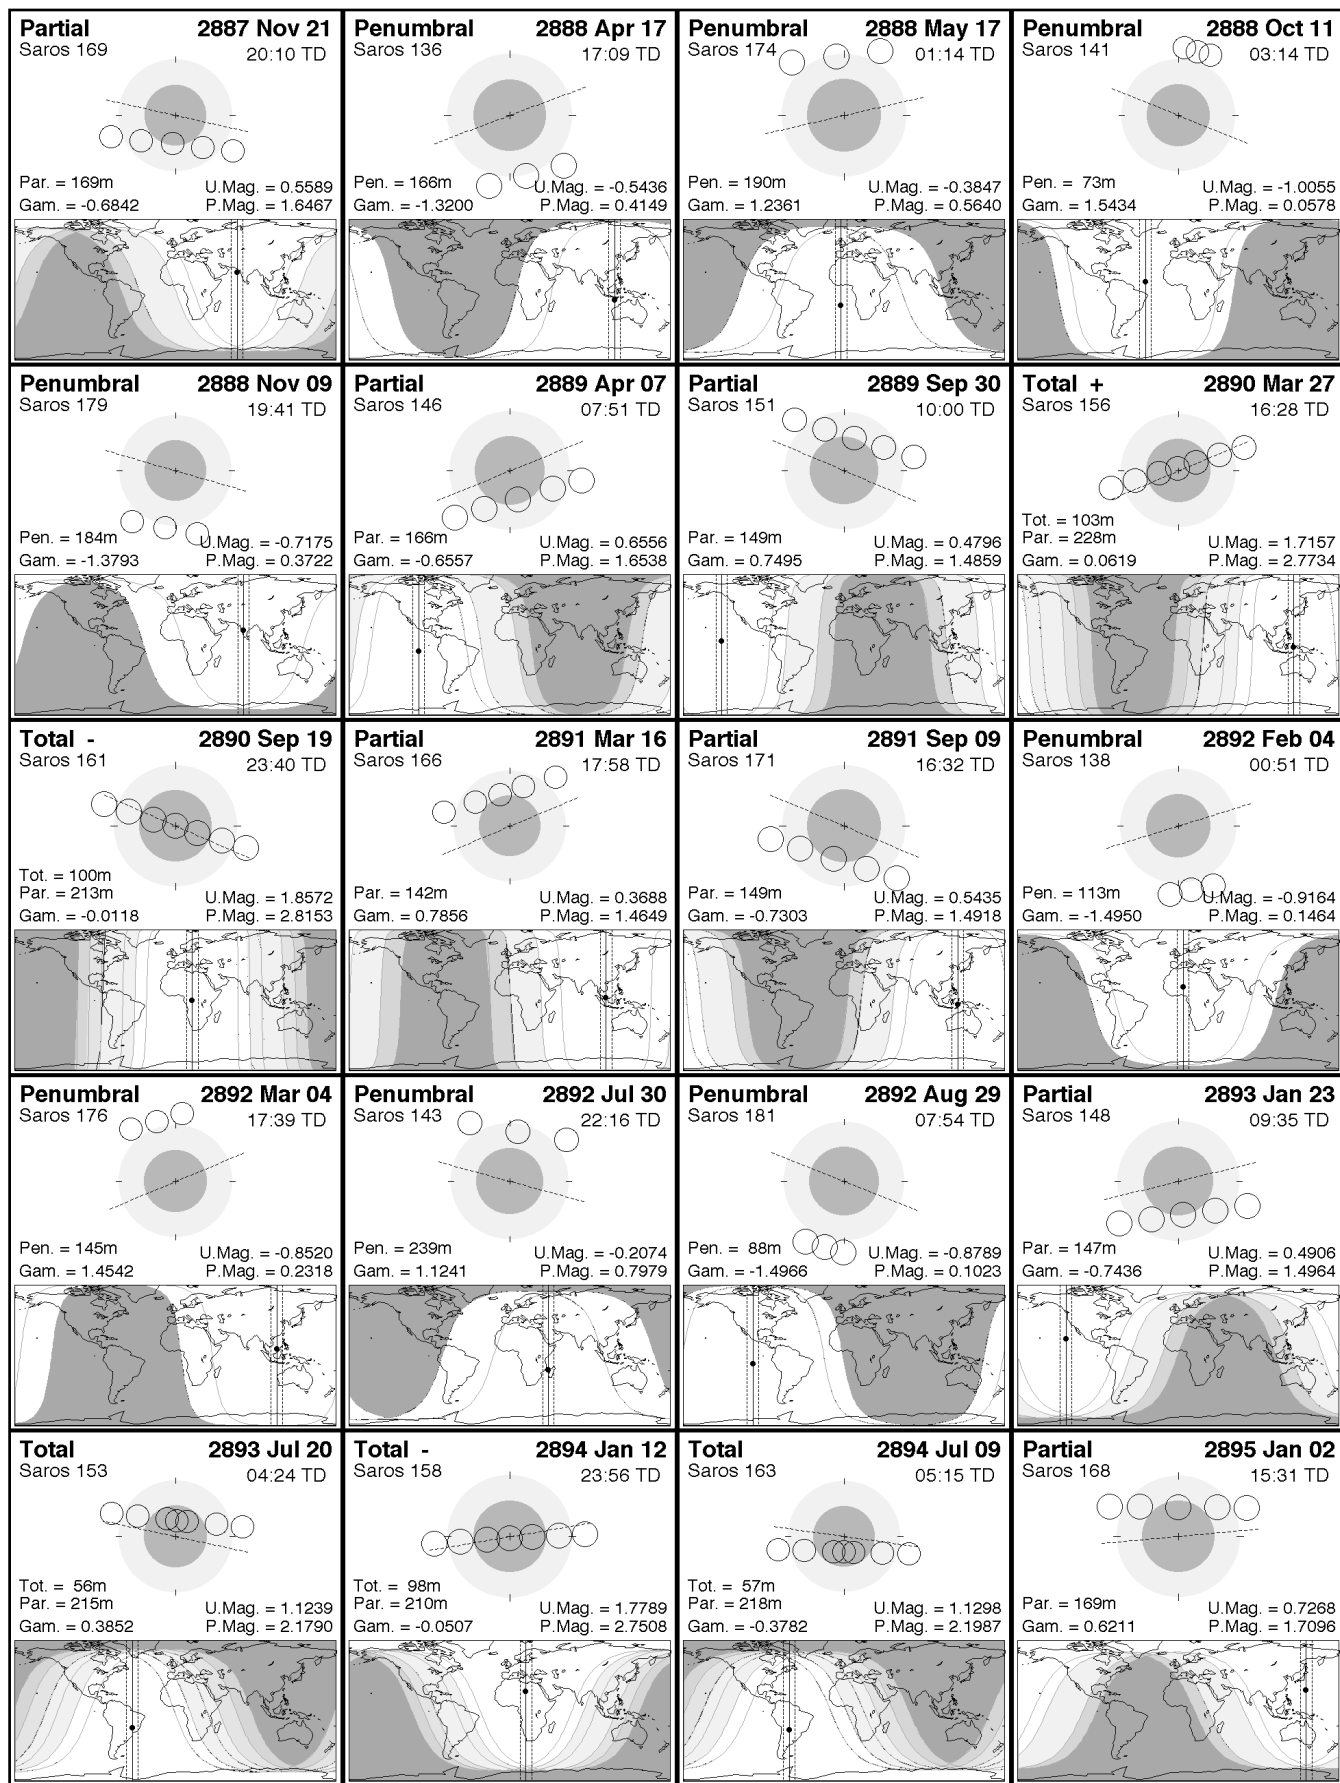 Partial 2887 Nov 21
Saros 169 20:10 TD
Par. = 169m U.Mag. = 0.5589
Gam. = -0.6842 P.Mag. = 1.6467
Penumbral 2888 Apr 17
Saros 136 17:09 TD
Pen. = 166m U.Mag. = -0.5436
Gam. = -1.3200 P.Mag. = 0.4149
Penumbral 2888 May 17
Saros 174 01:14 TD
Pen. = 190m U.Mag. = -0.3847
Gam. = 1.2361 P.Mag. = 0.5640
Penumbral 2888 Oct 11
Saros 141 03:14 TD
Pen. = 73m U.Mag. = -1.0055
Gam. = 1.5434 P.Mag. = 0.0578
Penumbral 2888 Nov 09
Saros 179 19:41 TD
Pen. = 184m U.Mag. = -0.7175
Gam. = -1.3793 P.Mag. = 0.3722
Partial 2889 Apr 07
Saros 146 07:51 TD
Par. = 166m U.Mag. = 0.6556
Gam. = -0.6557 P.Mag. = 1.6538
Partial 2889 Sep 30
Saros 151 10:00 TD
Par. = 149m U.Mag. = 0.4796
Gam. = 0.7495 P.Mag. = 1.4859
Total + 2890 Mar 27
Saros 156 16:28 TD
Tot. = 103m
Par. = 228m U.Mag. = 1.7157
Gam. = 0.0619 P.Mag. = 2.7734
Total - 2890 Sep 19
Saros 161 23:40 TD
Tot. = 100m
Par. = 213m U.Mag. = 1.8572
Gam. = -0.0118 P.Mag. = 2.8153
Partial 2891 Mar 16
Saros 166 17:58 TD
Par. = 142m U.Mag. = 0.3688
Gam. = 0.7856 P.Mag. = 1.4649
Partial 2891 Sep 09
Saros 171 16:32 TD
Par. = 149m U.Mag. = 0.5435
Gam. = -0.7303 P.Mag. = 1.4918
Penumbral 2892 Feb 04
Saros 138 00:51 TD
Pen. = 113m U.Mag. = -0.9164
Gam. = -1.4950 P.Mag. = 0.1464
Penumbral 2892 Mar 04
Saros 176 17:39 TD
Pen. = 145m U.Mag. = -0.8520
Gam. = 1.4542 P.Mag. = 0.2318
Penumbral 2892 Jul 30
Saros 143 22:16 TD
Pen. = 239m U.Mag. = -0.2074
Gam. = 1.1241 P.Mag. = 0.7979
Penumbral 2892 Aug 29
Saros 181 07:54 TD
Pen. = 88m U.Mag. = -0.8789
Gam. = -1.4966 P.Mag. = 0.1023
Partial 2893 Jan 23
Saros 148 09:35 TD
Par. = 147m U.Mag. = 0.4906
Gam. = -0.7436 P.Mag. = 1.4964
Total 2893 Jul 20
Saros 153 04:24 TD
Tot. = 56m
Par. = 215m U.Mag. = 1.1239
Gam. = 0.3852 P.Mag. = 2.1790
Total - 2894 Jan 12
Saros 158 23:56 TD
Tot. = 98m
Par. = 210m U.Mag. = 1.7789
Gam. = -0.0507 P.Mag. = 2.7508
Total 2894 Jul 09
Saros 163 05:15 TD
Tot. = 57m
Par. = 218m U.Mag. = 1.1298
Gam. = -0.3782 P.Mag. = 2.1987
Partial 2895 Jan 02
Saros 168 15:31 TD
Par. = 169m U.Mag. = 0.7268
Gam. = 0.6211 P.Mag. = 1.7096